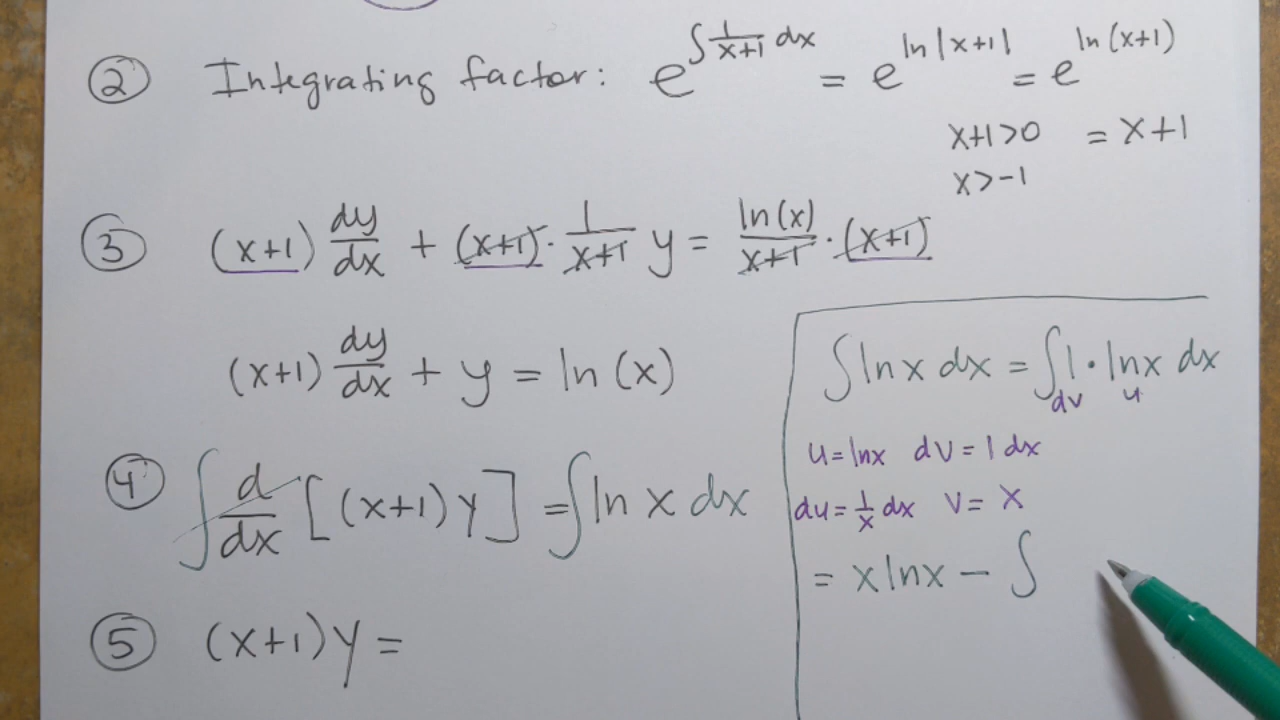 ② Integrating factor: e^{∫ 1/(x+1) dx} = e^{ln|x+1|} = e^{ln(x+1)}
x+1>0 = x+1
x>-1
③ (x+1) dy/dx + (x+1) · 1/(x+1) y = ln(x)/(x+1) · (x+1)
(x+1) dy/dx + y = ln(x)
④ ∫ d/dx [(x+1)y] = ∫ ln x dx
⑤ (x+1)y =
∫ ln x dx = ∫ 1 · ln x dx
dv u
u = ln x dv = 1 dx
du = 1/x dx v = x
= x ln x - ∫